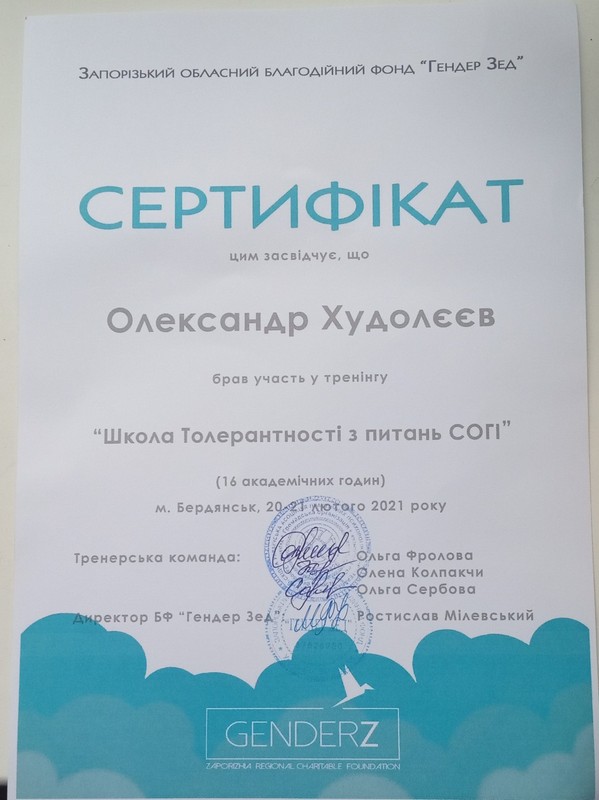 Запорізький обласний благодійний фонд "Гендер Зед"
СЕРТИФІКАТ
цим засвідчує, що
Олександр Худолєєв
брав участь у тренінгу
"Школа Толерантності з питань СОГІ"
(16 академічних годин)
м. Бердянськ, 20-21 лютого 2021 року
Тренерська команда: Ольга Фролова
Олена Колпакчи
Ольга Сербова
Директор БФ "Гендер Зед" Ростислав Мілевський
GENDERZ
ZAPORIZHIA REGIONAL CHARITABLE FOUNDATION